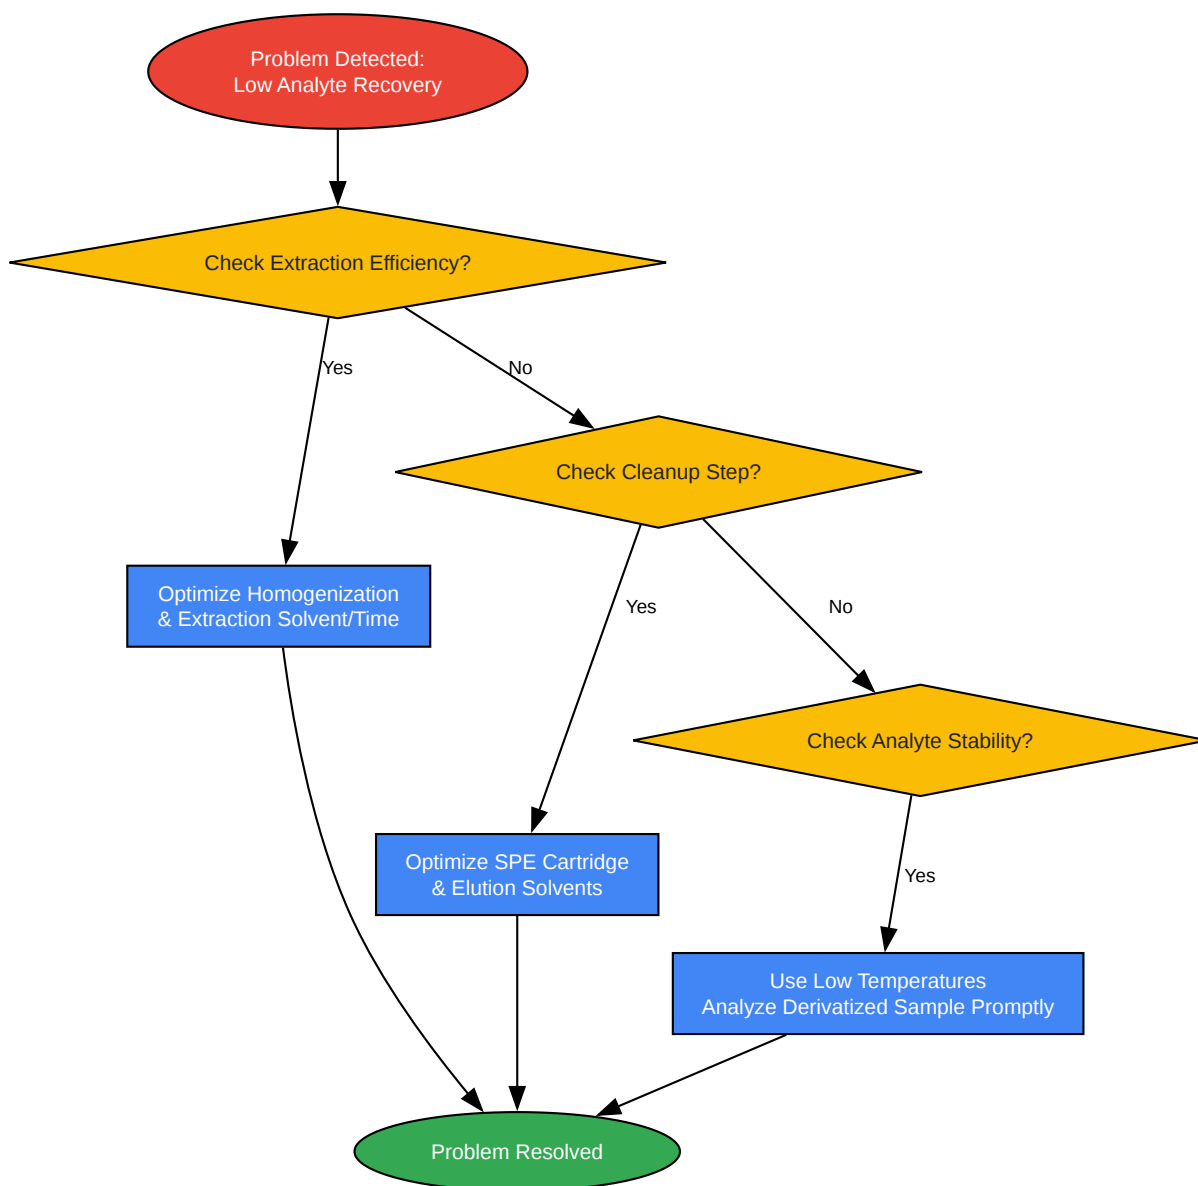 Problem Detected:
Low Analyte Recovery
Check Extraction Efficiency?
Yes
No
Check Cleanup Step?
Optimize Homogenization
& Extraction Solvent/Time
Yes
No
Check Analyte Stability?
Optimize SPE Cartridge
& Elution Solvents
Yes
Use Low Temperatures
Analyze Derivatized Sample Promptly
Problem Resolved